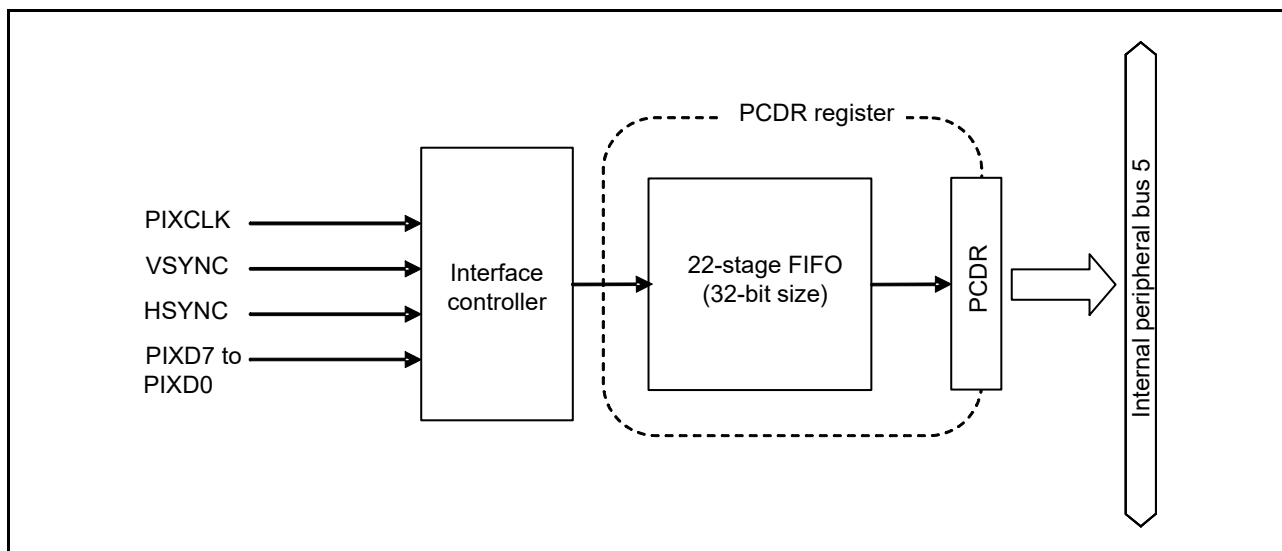 PCDR register
PIXCLK
VSYNC
HSYNC
PIXD7 to
PIXD0
Interface
controller
22-stage FIFO
(32-bit size)
PCDR
Internal peripheral bus 5